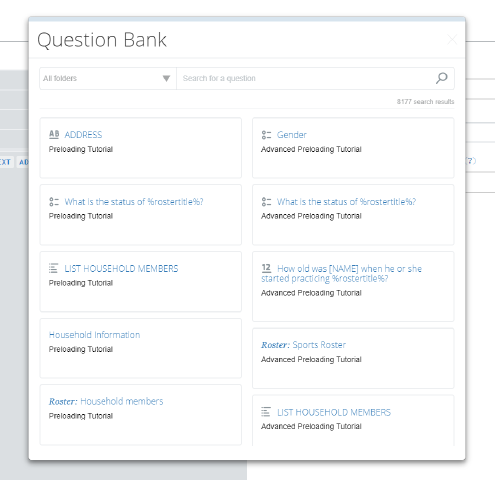 Question Bank
All folders
Search for a question
8177 search results
AB ADDRESS
Preloading Tutorial
Gender
Advanced Preloading Tutorial
What is the status of %rostertitle%?
Preloading Tutorial
What is the status of %rostertitle%?
Advanced Preloading Tutorial
LIST HOUSEHOLD MEMBERS
Preloading Tutorial
12 How old was [NAME] when he or she
started practicing %rostertitle%?
Advanced Preloading Tutorial
Household Information
Preloading Tutorial
Roster: Sports Roster
Advanced Preloading Tutorial
Roster: Household members
Preloading Tutorial
LIST HOUSEHOLD MEMBERS
Advanced Preloading Tutorial
EXT
AD
7)